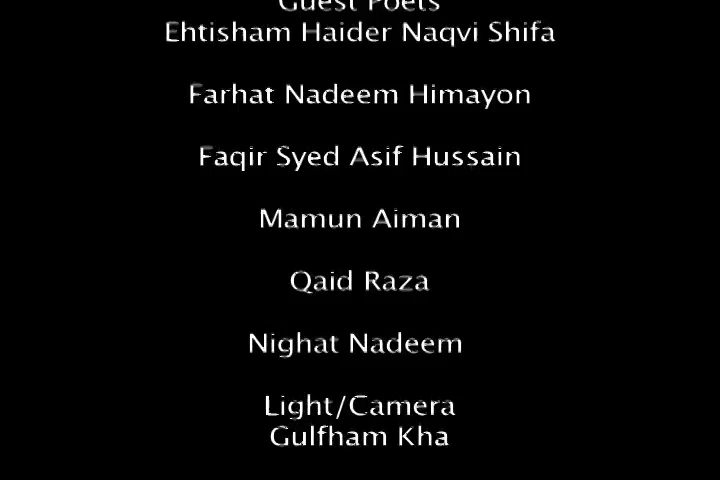 Guest Poets
Ehtisham Haider Naqvi Shifa
Farhat Nadeem Himayon
Faqir Syed Asif Hussain
Mamun Aiman
Qaid Raza
Nighat Nadeem
Light/Camera
Gulfham Kha